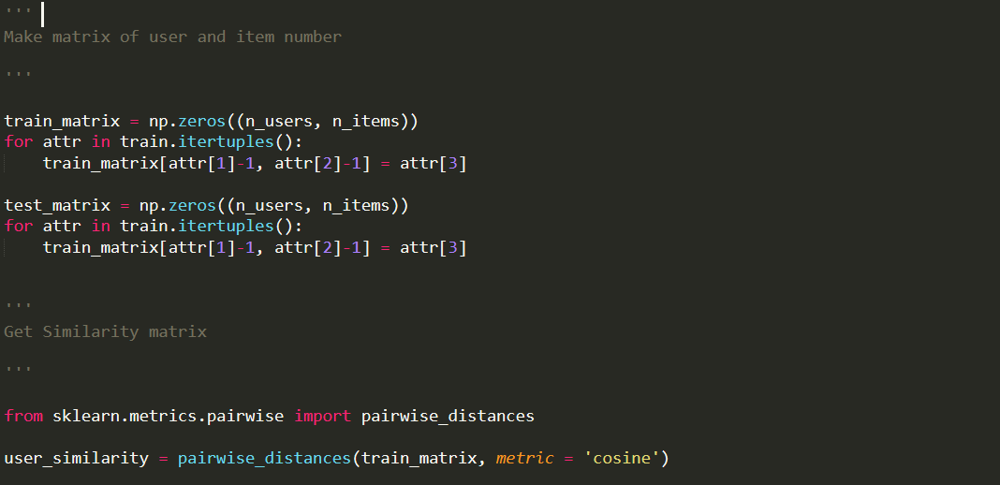 '''
Make matrix of user and item number
'''
train_matrix = np.zeros((n_users, n_items))
for attr in train.itertuples():
    train_matrix[attr[1]-1, attr[2]-1] = attr[3]
test_matrix = np.zeros((n_users, n_items))
for attr in train.itertuples():
    train_matrix[attr[1]-1, attr[2]-1] = attr[3]
'''
Get Similarity matrix
'''
from sklearn.metrics.pairwise import pairwise_distances
user_similarity = pairwise_distances(train_matrix, metric = 'cosine')